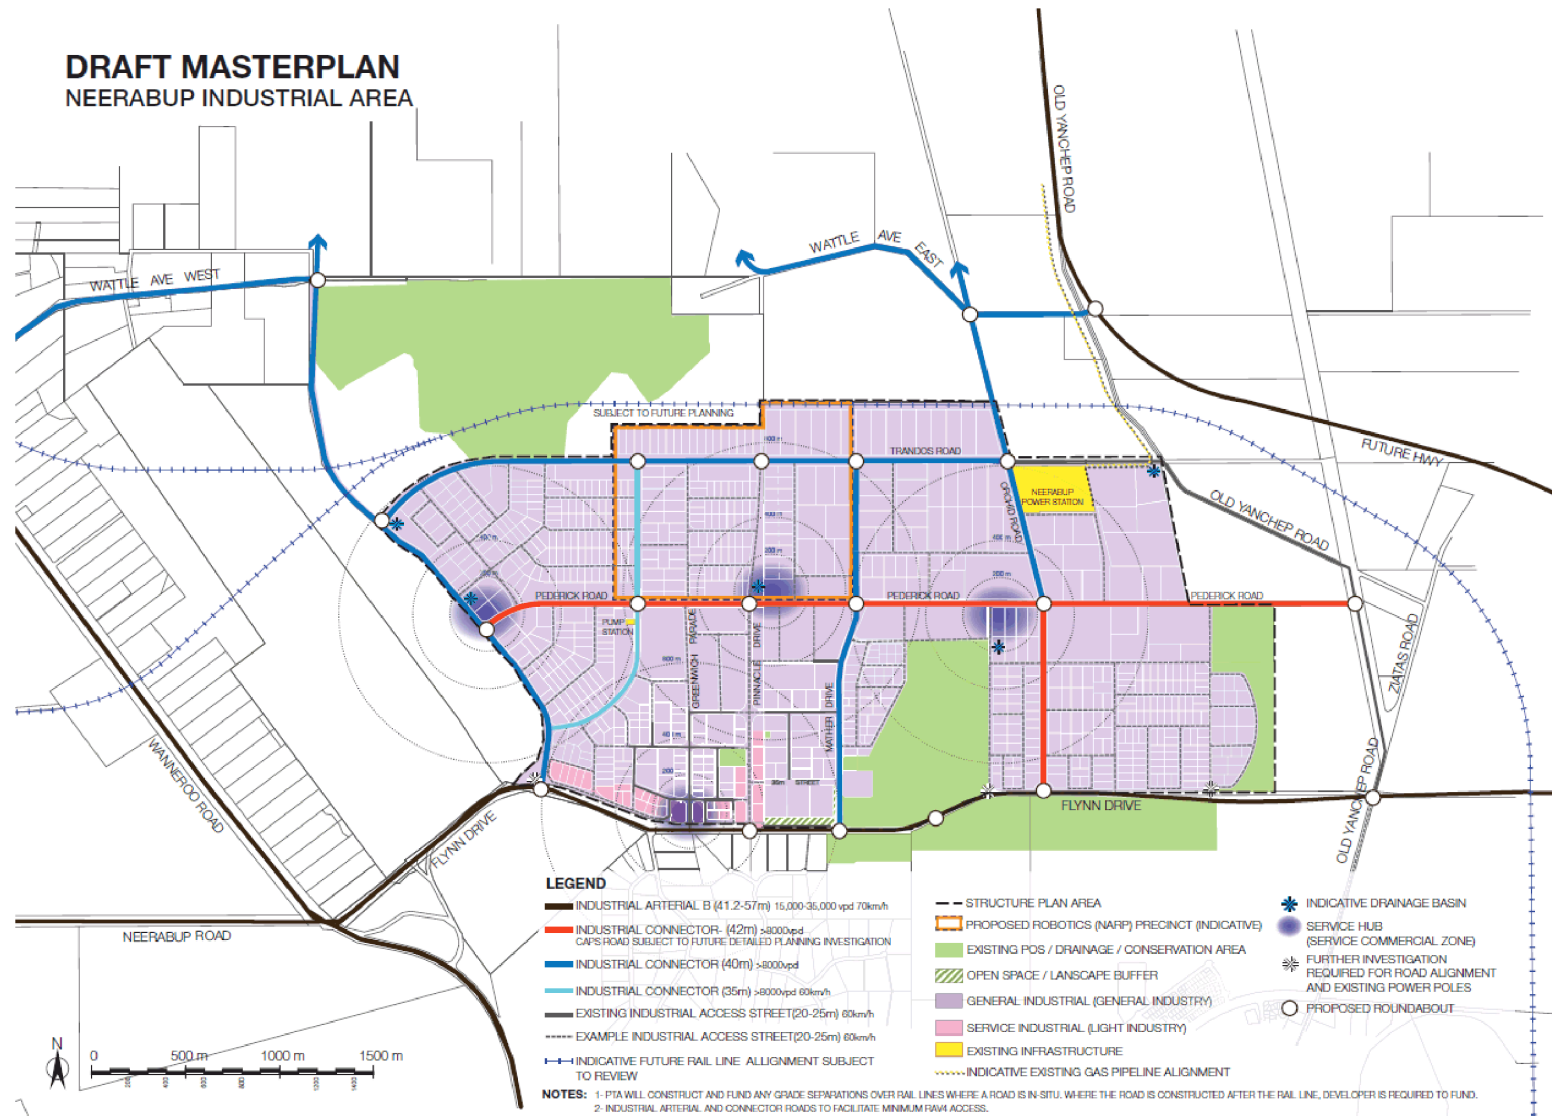 DRAFT MASTERPLAN
NEERABUP INDUSTRIAL AREA
OLD YANCHEP ROAD
WATTLE AVE WEST
WATTLE AVE EAST
SUBJECT TO FUTURE PLANNING
FUTURE HWY
TRANDOS ROAD
ORCHID ROAD
NEERABUP
POWER STATION
OLD YANCHEP ROAD
400 m
200 m
400 m
200 m
PEDERICK ROAD
PEDERICK ROAD
PEDERICK ROAD
PUMP
STATION
GREENWICH PARADE
PINNACLE DRIVE
MATHER DRIVE
ZIATAS ROAD
200
STREET
WANNEROO ROAD
FLYNN DRIVE
FLYNN DRIVE
OLD YANCHEP ROAD
NEERABUP ROAD
LEGEND
INDUSTRIAL ARTERIAL B (41.2-57m) 15,000-35,000 vpd 70km/h
INDUSTRIAL CONNECTOR- (42m) >8000vpd
CAPS ROAD SUBJECT TO FUTURE DETAILED PLANNING INVESTIGATION
INDUSTRIAL CONNECTOR (40m) >8000vpd
INDUSTRIAL CONNECTOR (35m) >8000vpd 60km/h
EXISTING INDUSTRIAL ACCESS STREET(20-25m) 60km/h
EXAMPLE INDUSTRIAL ACCESS STREET(20-25m) 60km/h
INDICATIVE FUTURE RAIL LINE ALLIGNMENT SUBJECT
TO REVIEW
STRUCTURE PLAN AREA
PROPOSED ROBOTICS (NARP) PRECINCT (INDICATIVE)
EXISTING POS / DRAINAGE / CONSERVATION AREA
OPEN SPACE / LANSCAPE BUFFER
GENERAL INDUSTRIAL (GENERAL INDUSTRY)
SERVICE INDUSTRIAL (LIGHT INDUSTRY)
EXISTING INFRASTRUCTURE
INDICATIVE EXISTING GAS PIPELINE ALIGNMENT
INDICATIVE DRAINAGE BASIN
SERVICE HUB
(SERVICE COMMERCIAL ZONE)
FURTHER INVESTIGATION
REQUIRED FOR ROAD ALIGNMENT
AND EXISTING POWER POLES
PROPOSED ROUNDABOUT
N
0 500 m 1000 m 1500 m
NOTES: 1- PTA WILL CONSTRUCT AND FUND ANY GRADE SEPARATIONS OVER RAIL LINES WHERE A ROAD IS IN-SITU. WHERE THE ROAD IS CONSTRUCTED AFTER THE RAIL LINE, DEVELOPER IS REQUIRED TO FUND.
2- INDUSTRIAL ARTERIAL AND CONNECTOR ROADS TO FACILITATE MINIMUM RAV4 ACCESS.